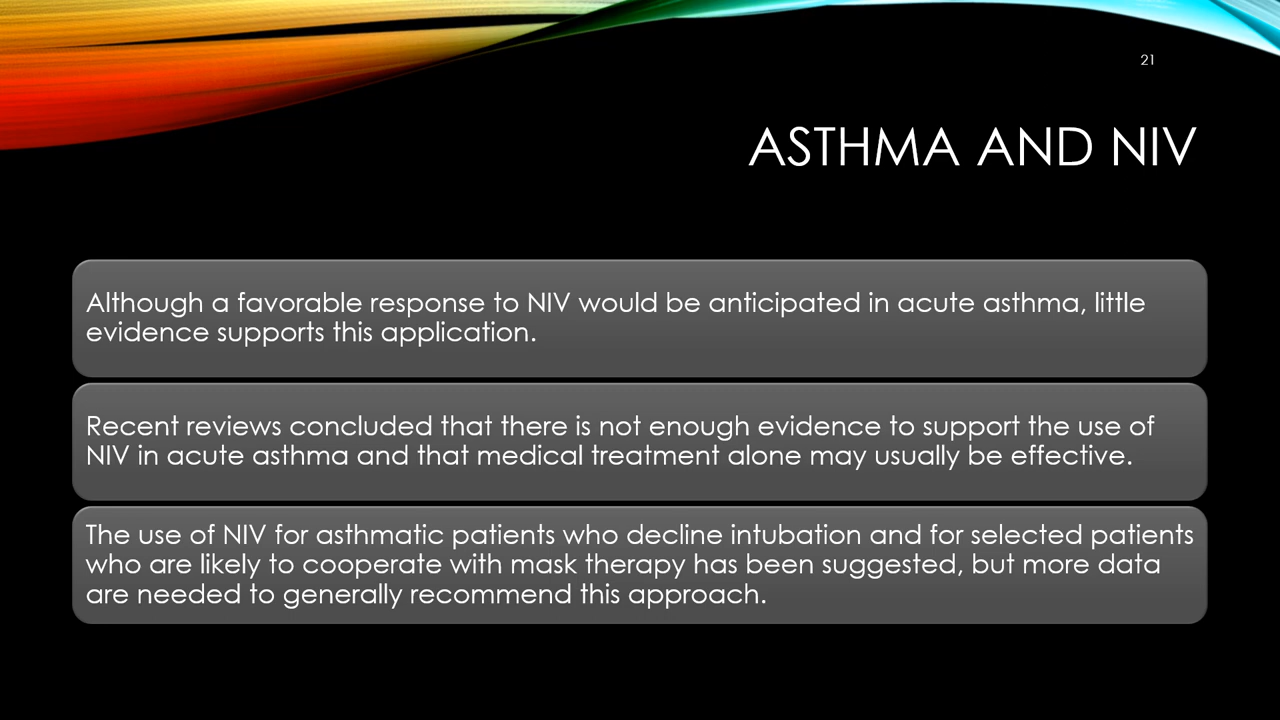 21
ASTHMA AND NIV
Although a favorable response to NIV would be anticipated in acute asthma, little
evidence supports this application.
Recent reviews concluded that there is not enough evidence to support the use of
NIV in acute asthma and that medical treatment alone may usually be effective.
The use of NIV for asthmatic patients who decline intubation and for selected patients
who are likely to cooperate with mask therapy has been suggested, but more data
are needed to generally recommend this approach.